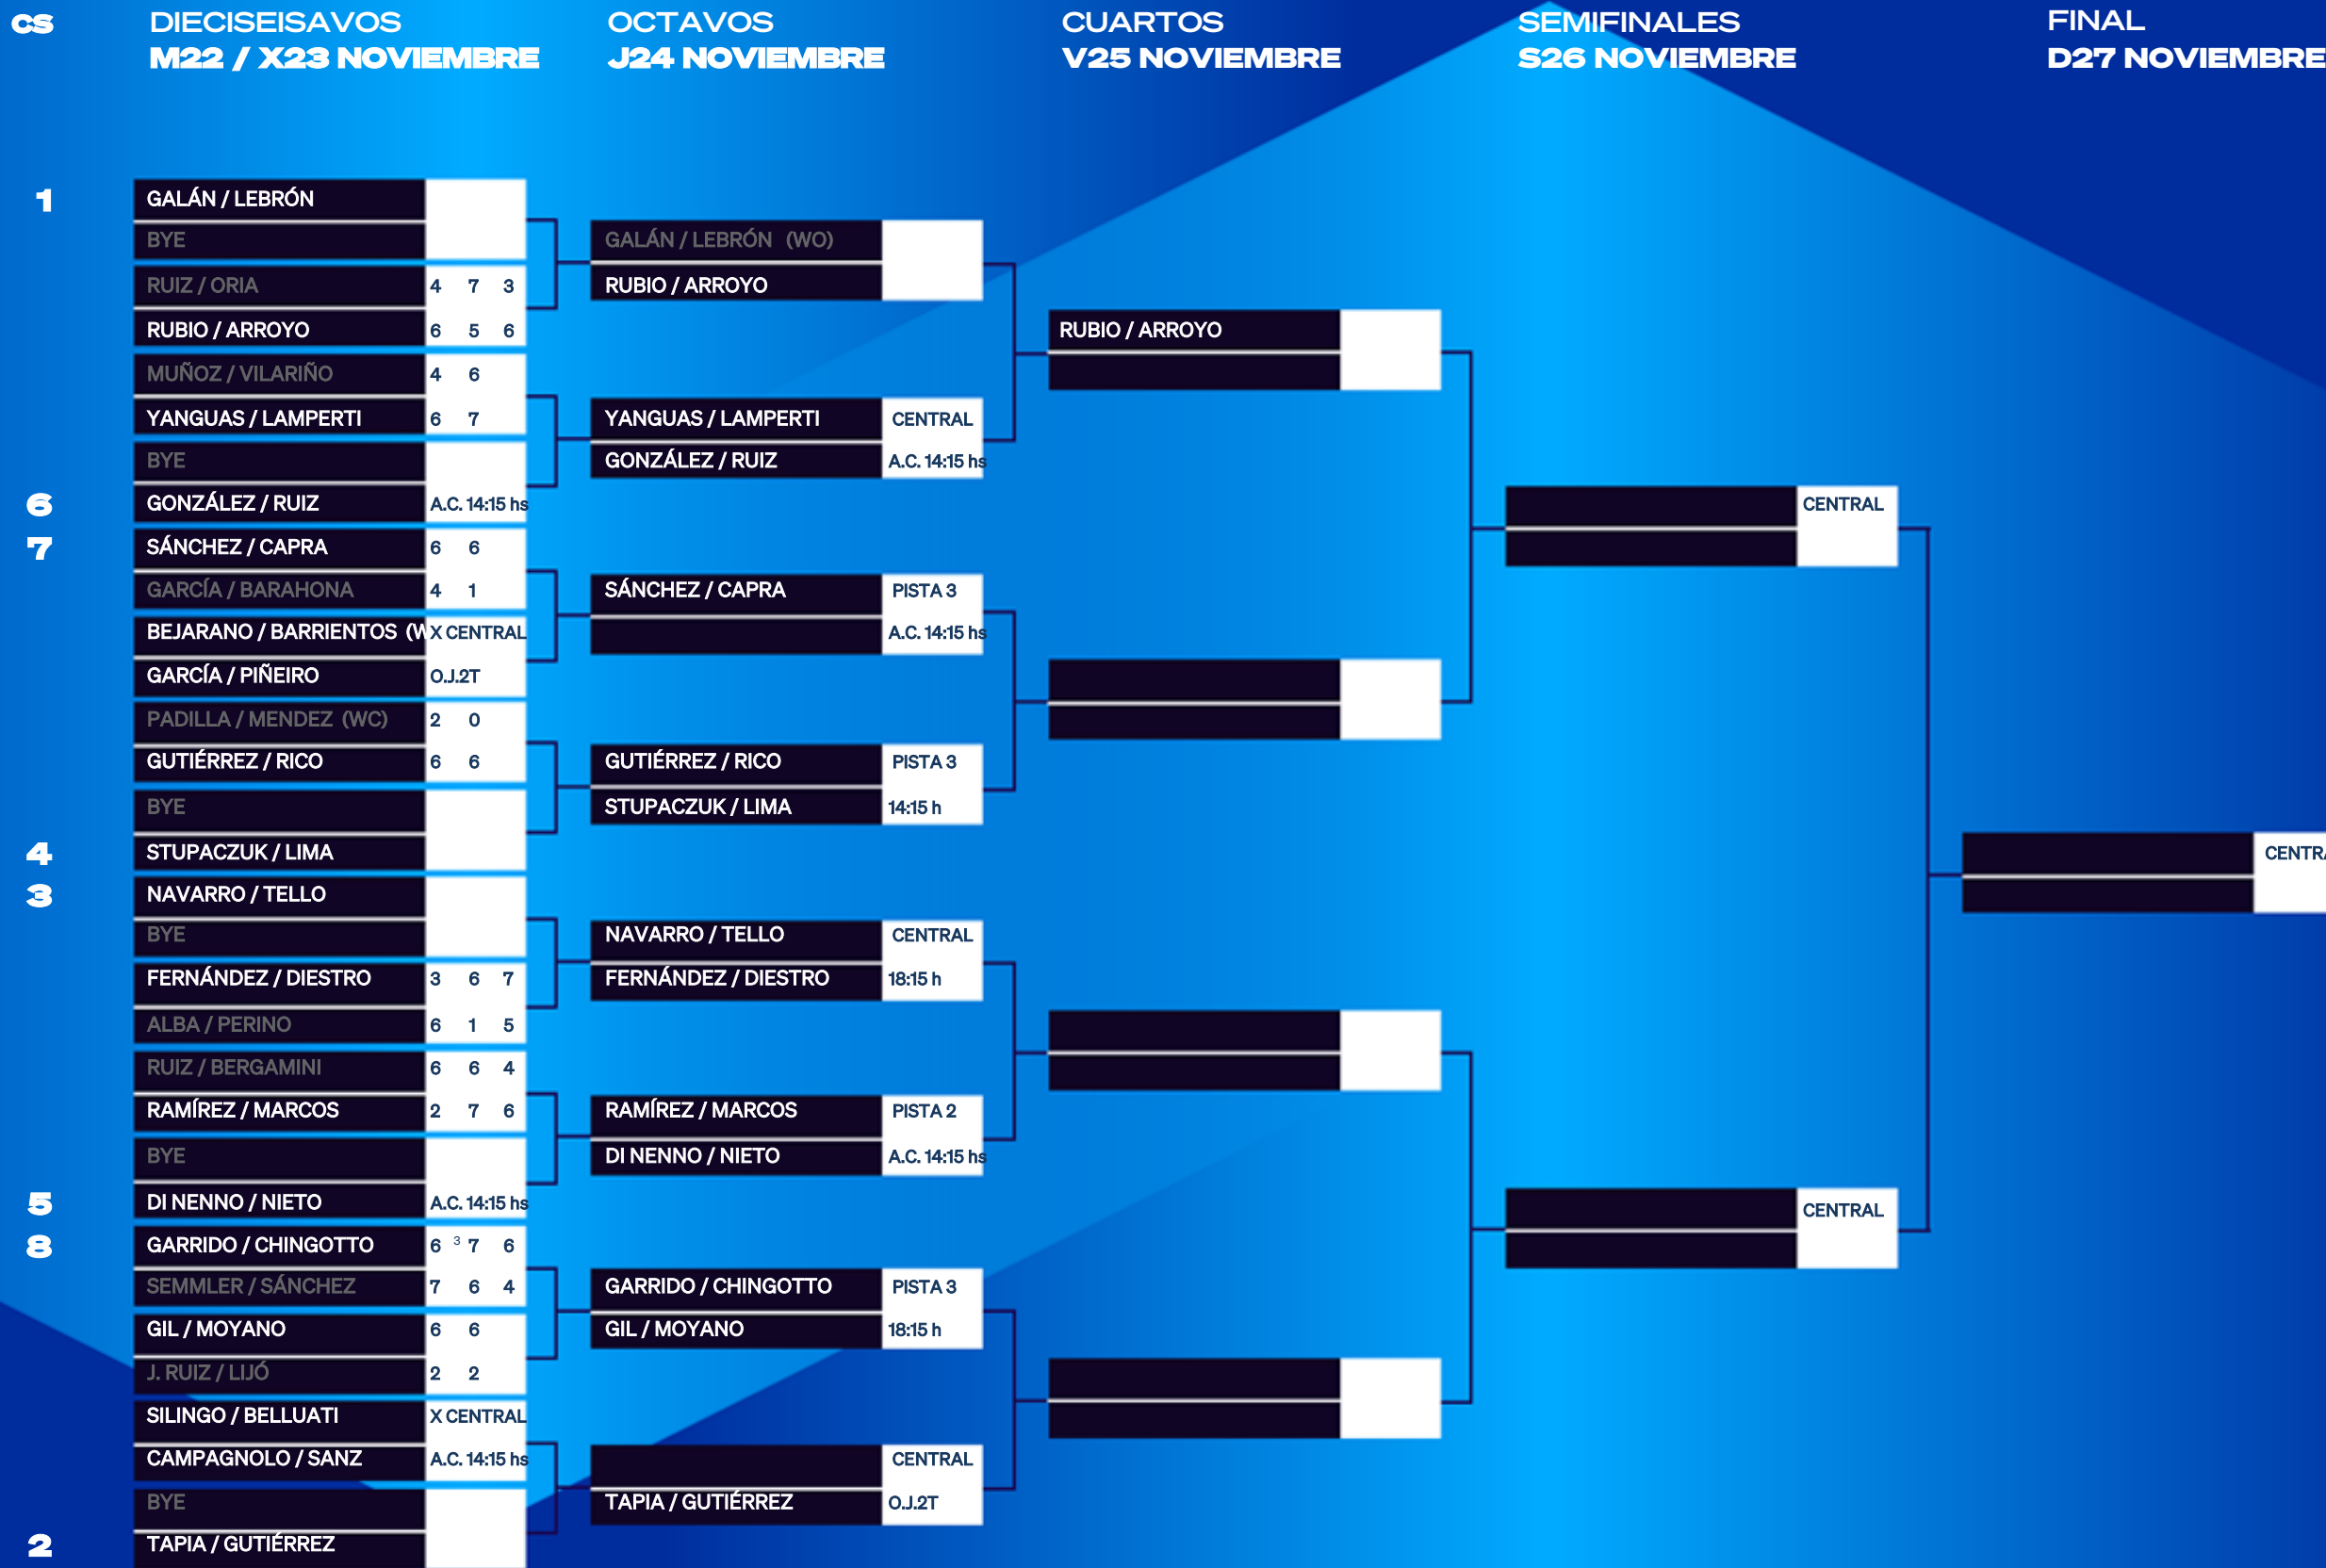 CS
DIECISEISAVOS
M22 / X23 NOVIEMBRE
OCTAVOS
J24 NOVIEMBRE
CUARTOS
V25 NOVIEMBRE
SEMIFINALES
S26 NOVIEMBRE
FINAL
D27 NOVIEMBRE
1
GALÁN / LEBRÓN
BYE
RUIZ / ORIA 4 7 3
RUBIO / ARROYO 6 5 6
MUÑOZ / VILARIÑO 4 6
YANGUAS / LAMPERTI 6 7
BYE
6 GONZÁLEZ / RUIZ A.C. 14:15 hs
7 SÁNCHEZ / CAPRA 6 6
GARCÍA / BARAHONA 4 1
BEJARANO / BARRIENTOS (W X CENTRAL
GARCÍA / PIÑEIRO O.J.2T
PADILLA / MENDEZ (WC) 2 0
GUTIÉRREZ / RICO 6 6
BYE
4 STUPACZUK / LIMA
3 NAVARRO / TELLO
BYE
FERNÁNDEZ / DIESTRO 3 6 7
ALBA / PERINO 6 1 5
RUIZ / BERGAMINI 6 6 4
RAMÍREZ / MARCOS 2 7 6
BYE
5 DI NENNO / NIETO A.C. 14:15 hs
8 GARRIDO / CHINGOTTO 6 3 7 6
SEMMLER / SÁNCHEZ 7 6 4
GIL / MOYANO 6 6
J. RUIZ / LIJÓ 2 2
SILINGO / BELLUATI X CENTRAL
CAMPAGNOLO / SANZ A.C. 14:15 hs
BYE
2 TAPIA / GUTIÉRREZ
GALÁN / LEBRÓN (WO)
RUBIO / ARROYO
YANGUAS / LAMPERTI CENTRAL
GONZÁLEZ / RUIZ A.C. 14:15 hs
SÁNCHEZ / CAPRA PISTA 3
A.C. 14:15 hs
GUTIÉRREZ / RICO PISTA 3
STUPACZUK / LIMA 14:15 h
NAVARRO / TELLO CENTRAL
FERNÁNDEZ / DIESTRO 18:15 h
RAMÍREZ / MARCOS PISTA 2
DI NENNO / NIETO A.C. 14:15 hs
GARRIDO / CHINGOTTO PISTA 3
GIL / MOYANO 18:15 h
CENTRAL
TAPIA / GUTIÉRREZ O.J.2T
RUBIO / ARROYO
CENTRAL
CENTRAL